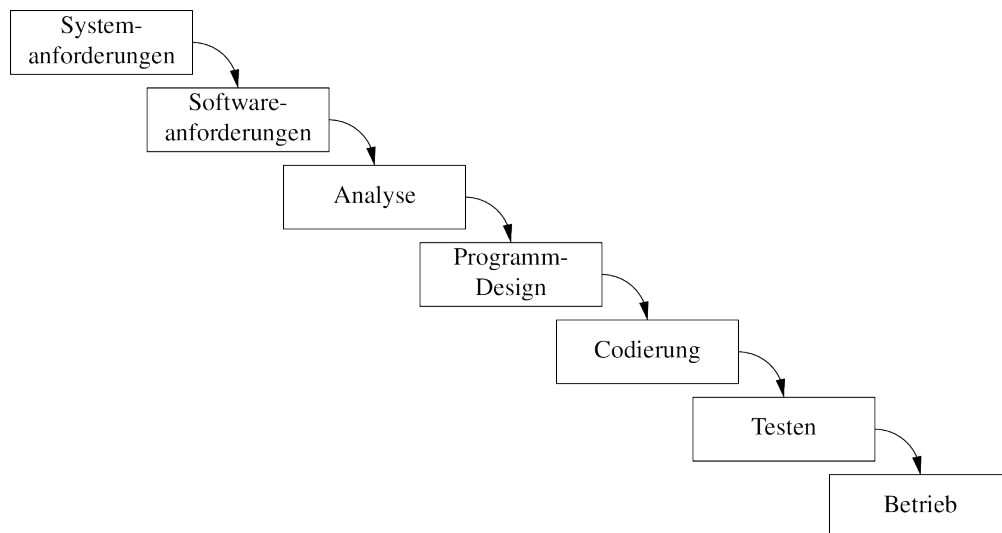 System-
anforderungen
Software-
anforderungen
Analyse
Programm-
Design
Codierung
Testen
Betrieb